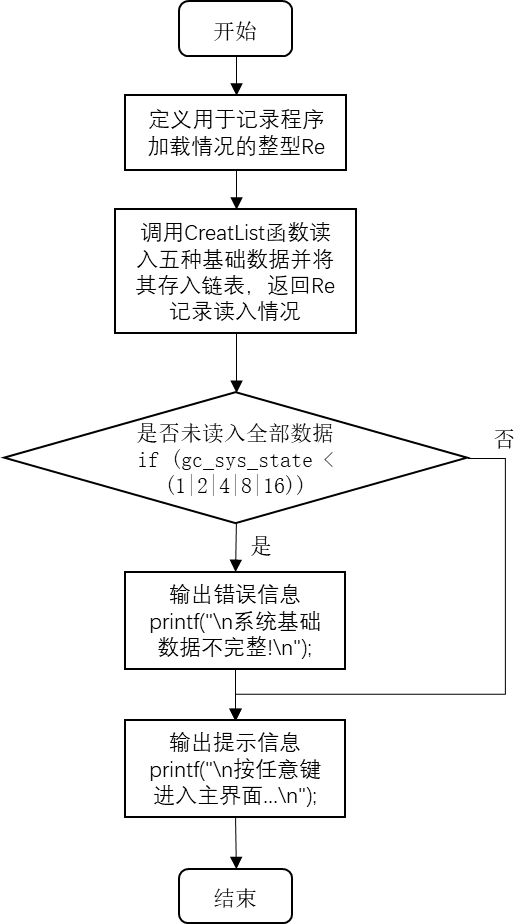 开始
定义用于记录程序
加载情况的整型Re
调用CreatList函数读
入五种基础数据并将
其存入链表，返回Re
记录读入情况
是否未读入全部数据
if (gc_sys_state <
(1|2|4|8|16))
否
是
输出错误信息
printf("\n系统基础
数据不完整!\n");
输出提示信息
printf("\n按任意键
进入主界面...\n");
结束